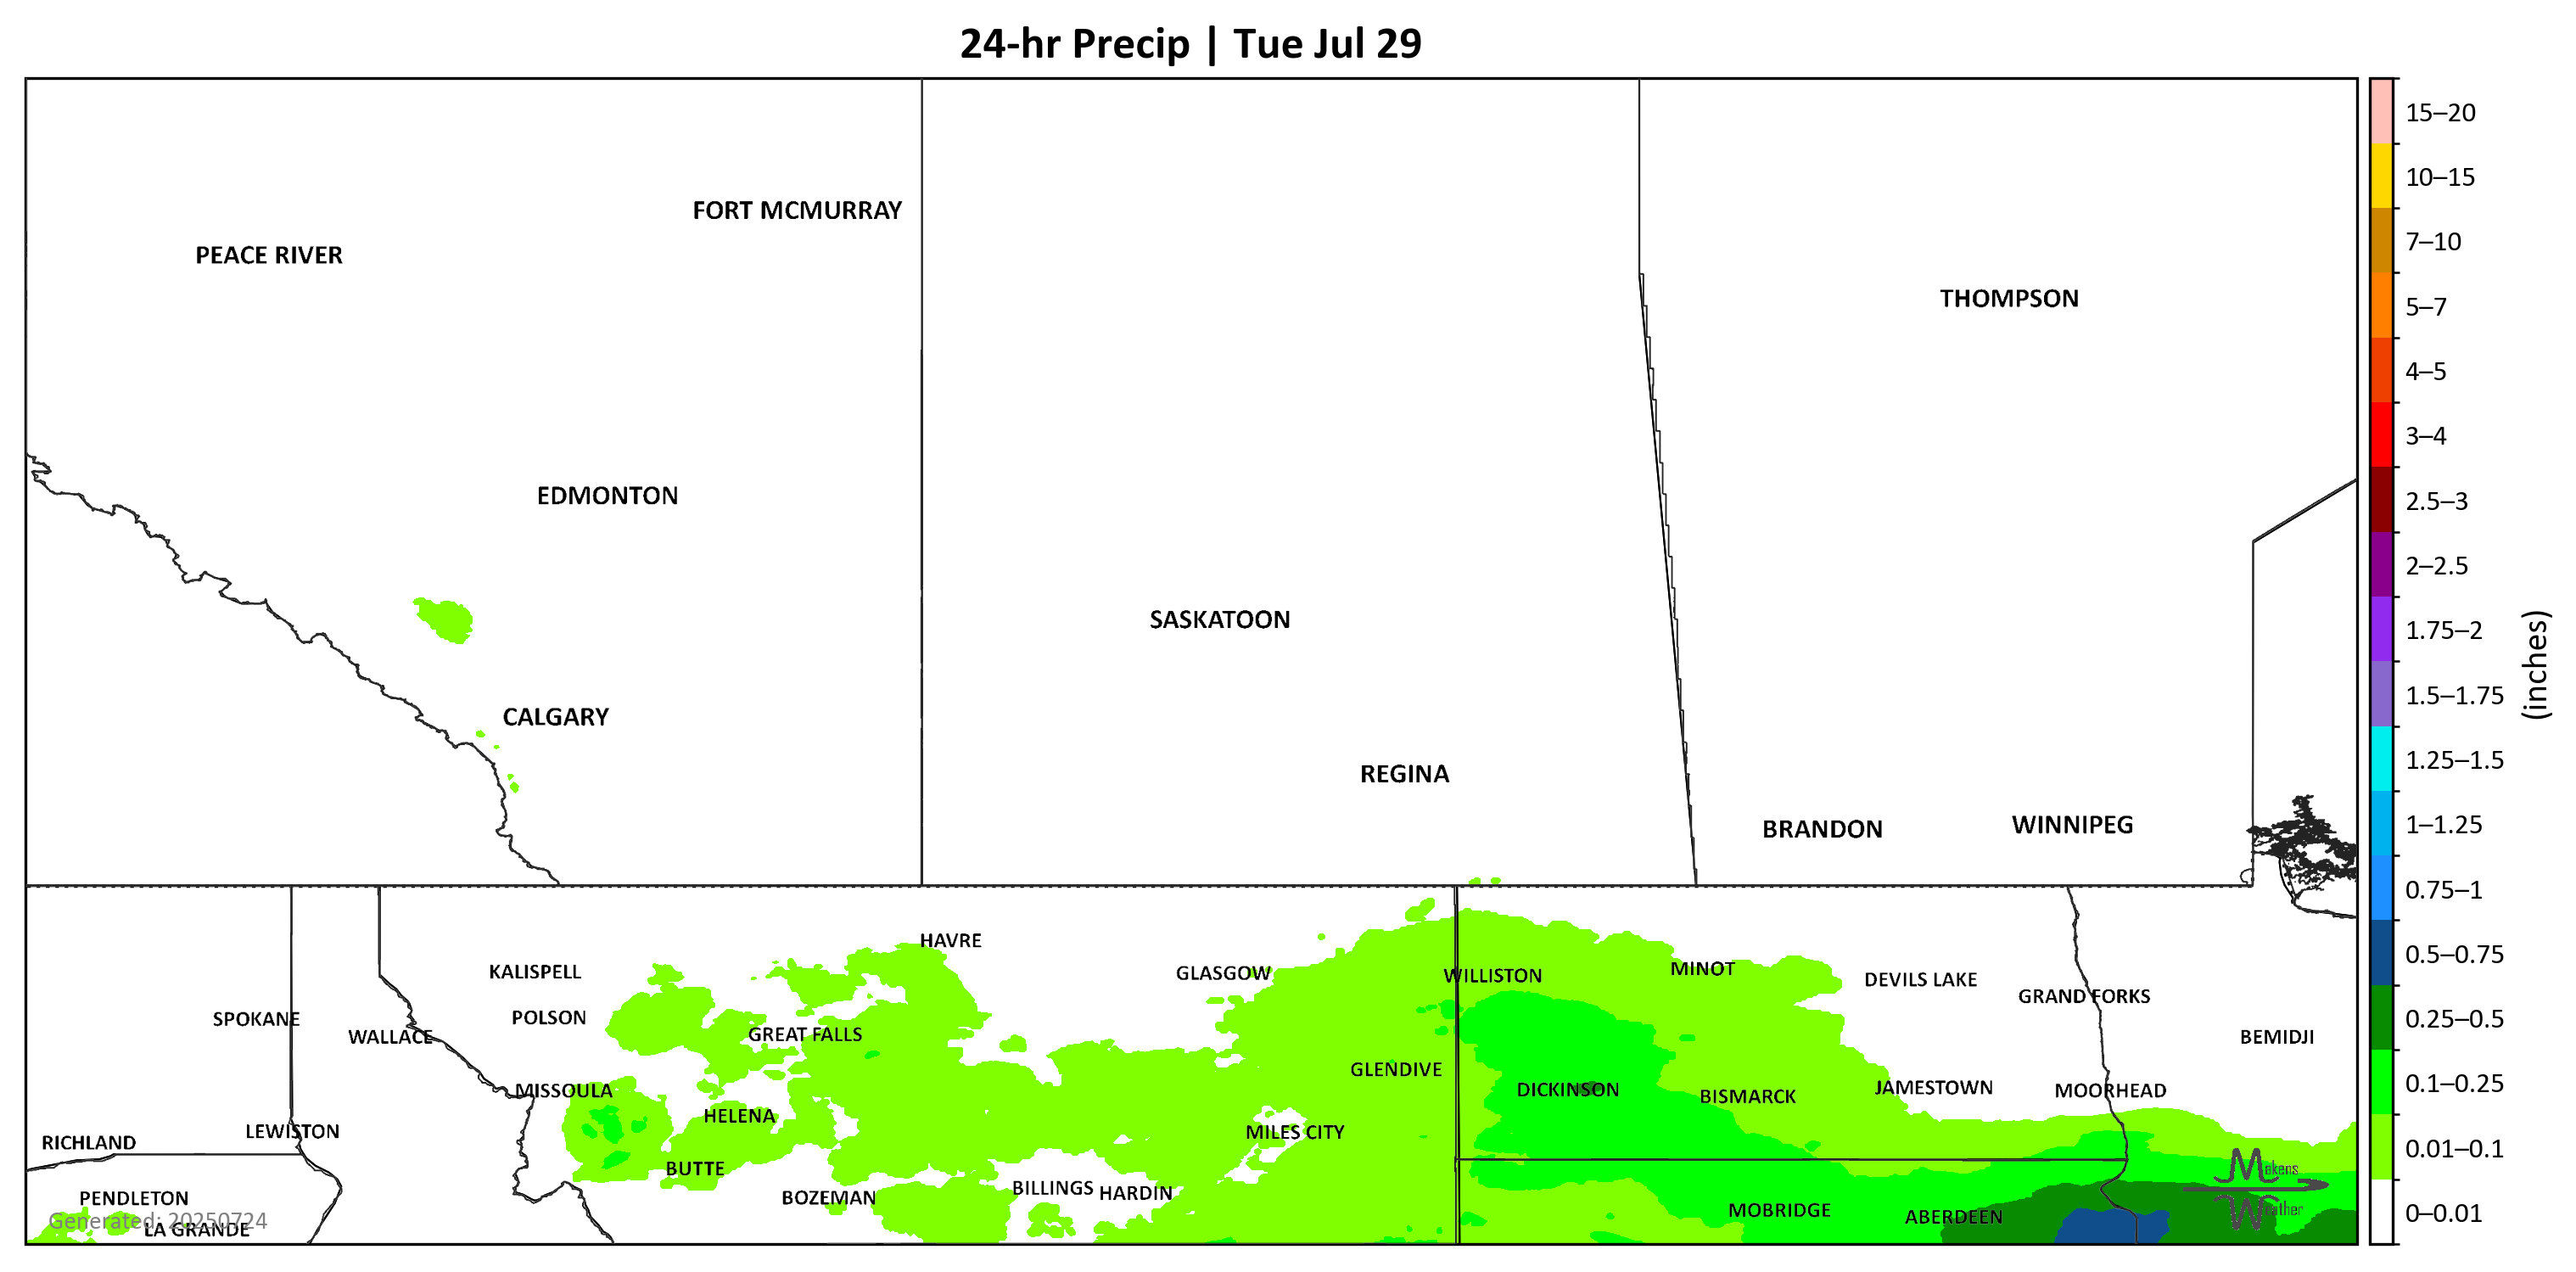 24-hr Precip | Tue Jul 29
FORT MCMURRAY
PEACE RIVER
THOMPSON
EDMONTON
SASKATOON
CALGARY
REGINA
BRANDON
WINNIPEG
HAVRE
KALISPELL
GLASGOW
WILLISTON
MINOT
DEVILS LAKE
GRAND FORKS
SPOKANE
POLSON
WALLACE
GREAT FALLS
BEMIDJI
GLENDIVE
MISSOULA
DICKINSON
BISMARCK
JAMESTOWN
MOORHEAD
HELENA
LEWISTON
MILES CITY
RICHLAND
BUTTE
PENDLETON
BOZEMAN
BILLINGS
HARDIN
MOBRIDGE
ABERDEEN
Generated: 20250724
LA GRANDE
Makens
Weather
15–20
10–15
7–10
5–7
4–5
3–4
2.5–3
2–2.5
1.75–2
1.5–1.75
1.25–1.5
1–1.25
0.75–1
0.5–0.75
0.25–0.5
0.1–0.25
0.01–0.1
0–0.01
(inches)